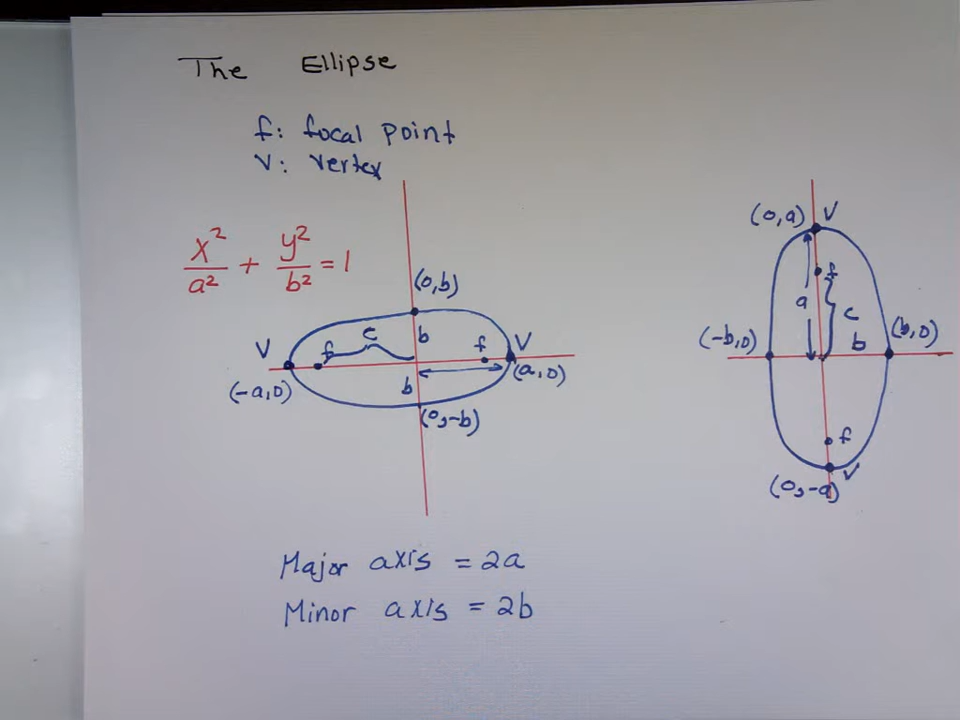 The Ellipse
f: focal point
V: vertex
x²/a² + y²/b² = 1
(0,b)
b
c
f
f
V
V
(-a,0)
(a,0)
b
(0,-b)
(0,a) V
f
a
c
b
(-b,0)
(b,0)
f
V
(0,-a)
Major axis = 2a
Minor axis = 2b